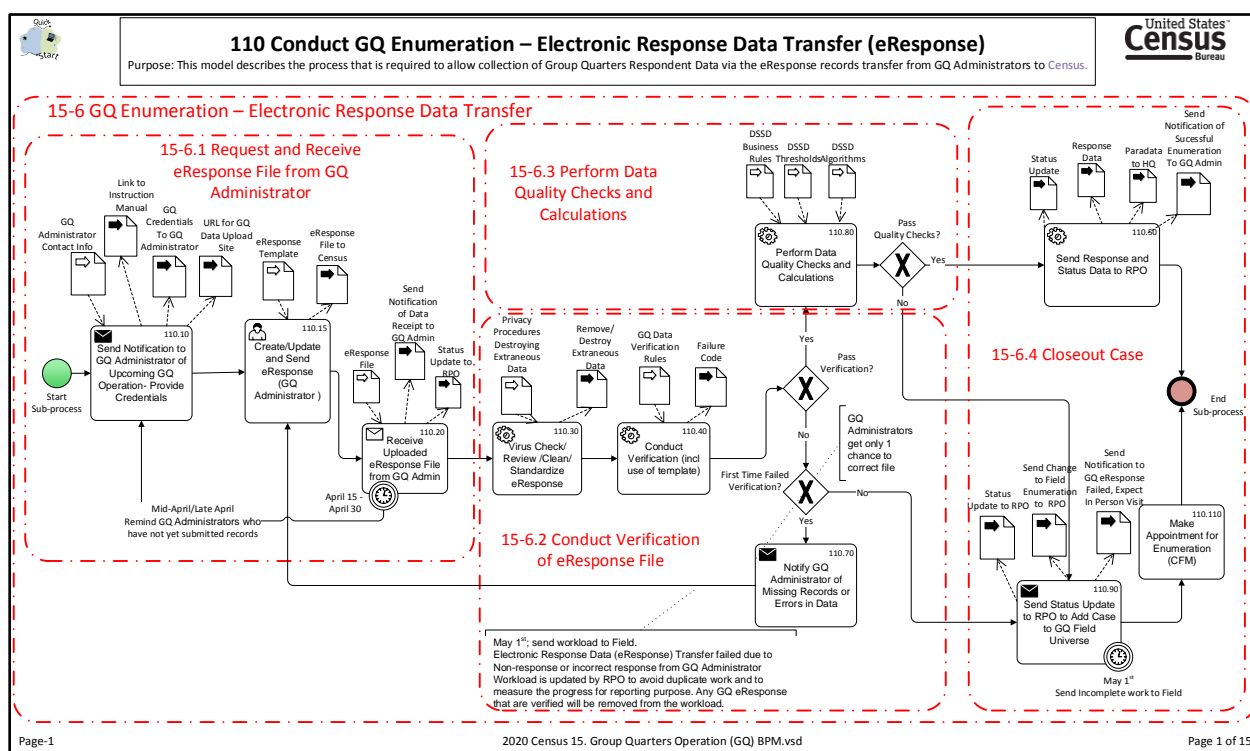 Quick
Start
110 Conduct GQ Enumeration – Electronic Response Data Transfer (eResponse)
Purpose: This model describes the process that is required to allow collection of Group Quarters Respondent Data via the eResponse records transfer from GQ Administrators to Census.
United States™
Census
Bureau
15-6 GQ Enumeration – Electronic Response Data Transfer
15-6.1 Request and Receive
eResponse File from GQ
Administrator
GQ
Administrator
Contact Info
Link to
Instruction
Manual
GQ
Credentials
To GQ
Administrator
URL for GQ
Data Upload
Site
eResponse
Template
eResponse
File to
Census
110.10
Send Notification to
GQ Administrator of
Upcoming GQ
Operation- Provide
Credentials
110.15
Create/Update
and Send
eResponse
(GQ
Administrator )
Start
Sub-process
eResponse
File
Send
Notification
of Data
Receipt to
GQ Admin
Status
Update to
RPO
110.20
Receive
Uploaded
eResponse File
from GQ Admin
April 15 -
April 30
Mid-April/Late April
Remind GQ Administrators who
have not yet submitted records
15-6.3 Perform Data
Quality Checks and
Calculations
DSSD
Business
Rules
DSSD
Thresholds
DSSD
Algorithms
110.80
Perform Data
Quality Checks and
Calculations
Pass
Quality Checks?
Yes
No
Privacy
Procedures
Destroying
Extraneous
Data
Remove/
Destroy
Extraneous
Data
GQ Data
Verification
Rules
Failure
Code
110.30
Virus Check/
Review /Clean/
Standardize
eResponse
110.40
Conduct
Verification (incl
use of template)
Yes
Pass
Verification?
No
GQ
Administrators
get only 1
chance to
correct file
First Time Failed
Verification?
No
Yes
15-6.2 Conduct Verification
of eResponse File
110.70
Notify GQ
Administrator of
Missing Records or
Errors in Data
May 1st; send workload to Field.
Electronic Response Data (eResponse) Transfer failed due to
Non-response or incorrect response from GQ Administrator
Workload is updated by RPO to avoid duplicate work and to
measure the progress for reporting purpose. Any GQ eResponse
that are verified will be removed from the workload.
Status
Update
Response
Data
Paradata
to HQ
Send
Notification of
Sucessful
Enumeration
To GQ Admin
110.60
Send Response and
Status Data to RPO
15-6.4 Closeout Case
End
Sub-process
Status
Update to RPO
Send Change
to Field
Enumeration
to RPO
Send
Notification to
GQ eResponse
Failed, Expect
In Person Visit
110.110
Make
Appointment for
Enumeration
(CFM)
110.90
Send Status Update
to RPO to Add Case
to GQ Field
Universe
May 1st
Send Incomplete work to Field
Page-1
2020 Census 15. Group Quarters Operation (GQ) BPM.vsd
Page 1 of 15